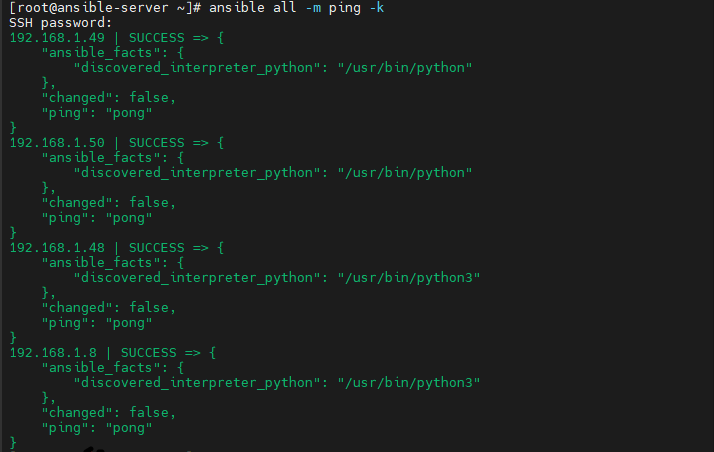 [root@ansible-server ~]# ansible all -m ping -k
SSH password:
192.168.1.49 | SUCCESS => {
    "ansible_facts": {
        "discovered_interpreter_python": "/usr/bin/python"
    },
    "changed": false,
    "ping": "pong"
}
192.168.1.50 | SUCCESS => {
    "ansible_facts": {
        "discovered_interpreter_python": "/usr/bin/python"
    },
    "changed": false,
    "ping": "pong"
}
192.168.1.48 | SUCCESS => {
    "ansible_facts": {
        "discovered_interpreter_python": "/usr/bin/python3"
    },
    "changed": false,
    "ping": "pong"
}
192.168.1.8 | SUCCESS => {
    "ansible_facts": {
        "discovered_interpreter_python": "/usr/bin/python3"
    },
    "changed": false,
    "ping": "pong"
}